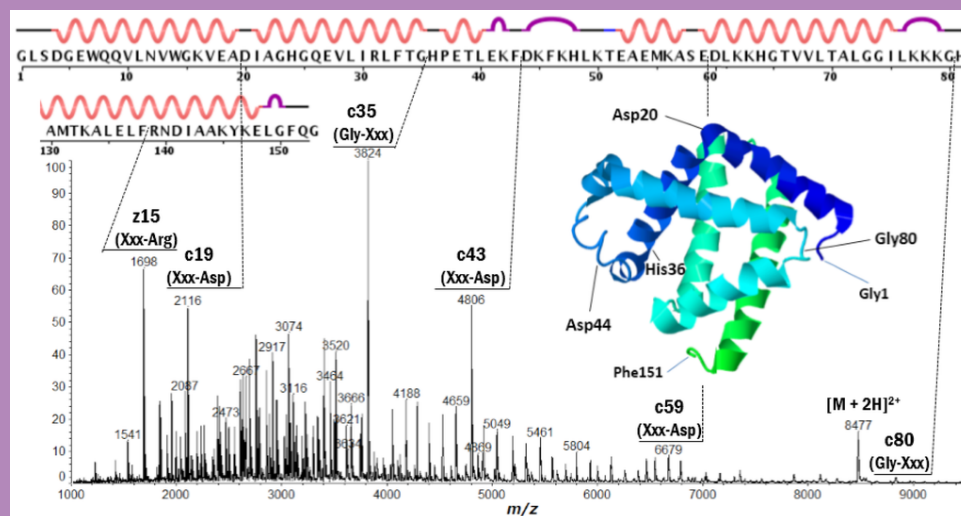 GLSDGEWQQVLNVWGKVEADIAGHGQEVLIRLFTGHPETLEKFDKFKHLKTEAEMKASEDLKKHGTVVLTALGGILKKKGH
1 10 20 30 40 50 60 70 80
AMTKALELFRNDIAAKYKELGFQG
130 140 150
c35
(Gly-Xxx)
3824
z15
(Xxx-Arg)
1698
c19
(Xxx-Asp)
2116
c43
(Xxx-Asp)
4806
c59
(Xxx-Asp)
6679
[M + 2H]²⁺
8477
c80
(Gly-Xxx)
Asp20
Gly80
Gly1
His36
Asp44
Phe151
1541
2087
2473
2667
2917
3074
3116
3464
3520
3621
3666
4188
4659
4869
5049
5461
5804
100
90
80
70
60
50
40
30
20
10
0
1000 2000 3000 4000 5000 6000 7000 8000 9000
m/z